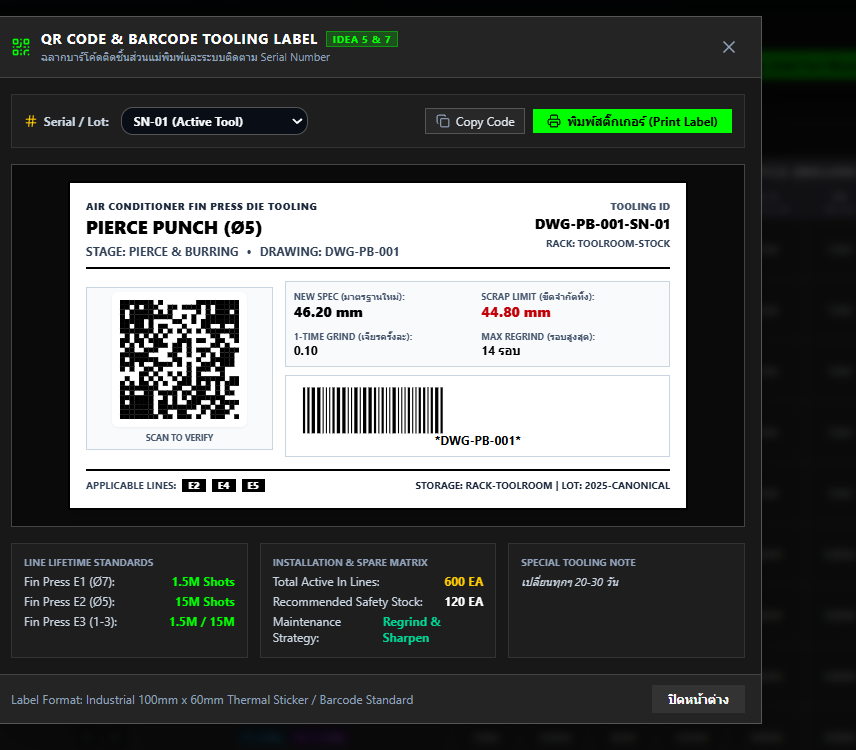 QR CODE & BARCODE TOOLING LABEL IDEA 5 & 7
ฉลากบาร์โค้ดติดชิ้นส่วนแม่พิมพ์และระบบติดตาม Serial Number
# Serial / Lot: SN-01 (Active Tool) Copy Code พิมพ์สติ๊กเกอร์ (Print Label)
AIR CONDITIONER FIN PRESS DIE TOOLING
PIERCE PUNCH (Ø5)
STAGE: PIERCE & BURRING • DRAWING: DWG-PB-001
TOOLING ID
DWG-PB-001-SN-01
RACK: TOOLROOM-STOCK
SCAN TO VERIFY
NEW SPEC (มาตรฐานใหม่): SCRAP LIMIT (ขีดจำกัดทิ้ง):
46.20 mm 44.80 mm
1-TIME GRIND (เจียรครั้งละ): MAX REGRIND (รอบสูงสุด):
0.10 14 รอบ
*DWG-PB-001*
APPLICABLE LINES: E2 E4 E5 STORAGE: RACK-TOOLROOM | LOT: 2025-CANONICAL
LINE LIFETIME STANDARDS
Fin Press E1 (Ø7): 1.5M Shots
Fin Press E2 (Ø5): 15M Shots
Fin Press E3 (1-3): 1.5M / 15M
INSTALLATION & SPARE MATRIX
Total Active In Lines: 600 EA
Recommended Safety Stock: 120 EA
Maintenance Strategy: Regrind & Sharpen
SPECIAL TOOLING NOTE
เปลี่ยนทุกๆ 20-30 วัน
Label Format: Industrial 100mm x 60mm Thermal Sticker / Barcode Standard ปิดหน้าต่าง